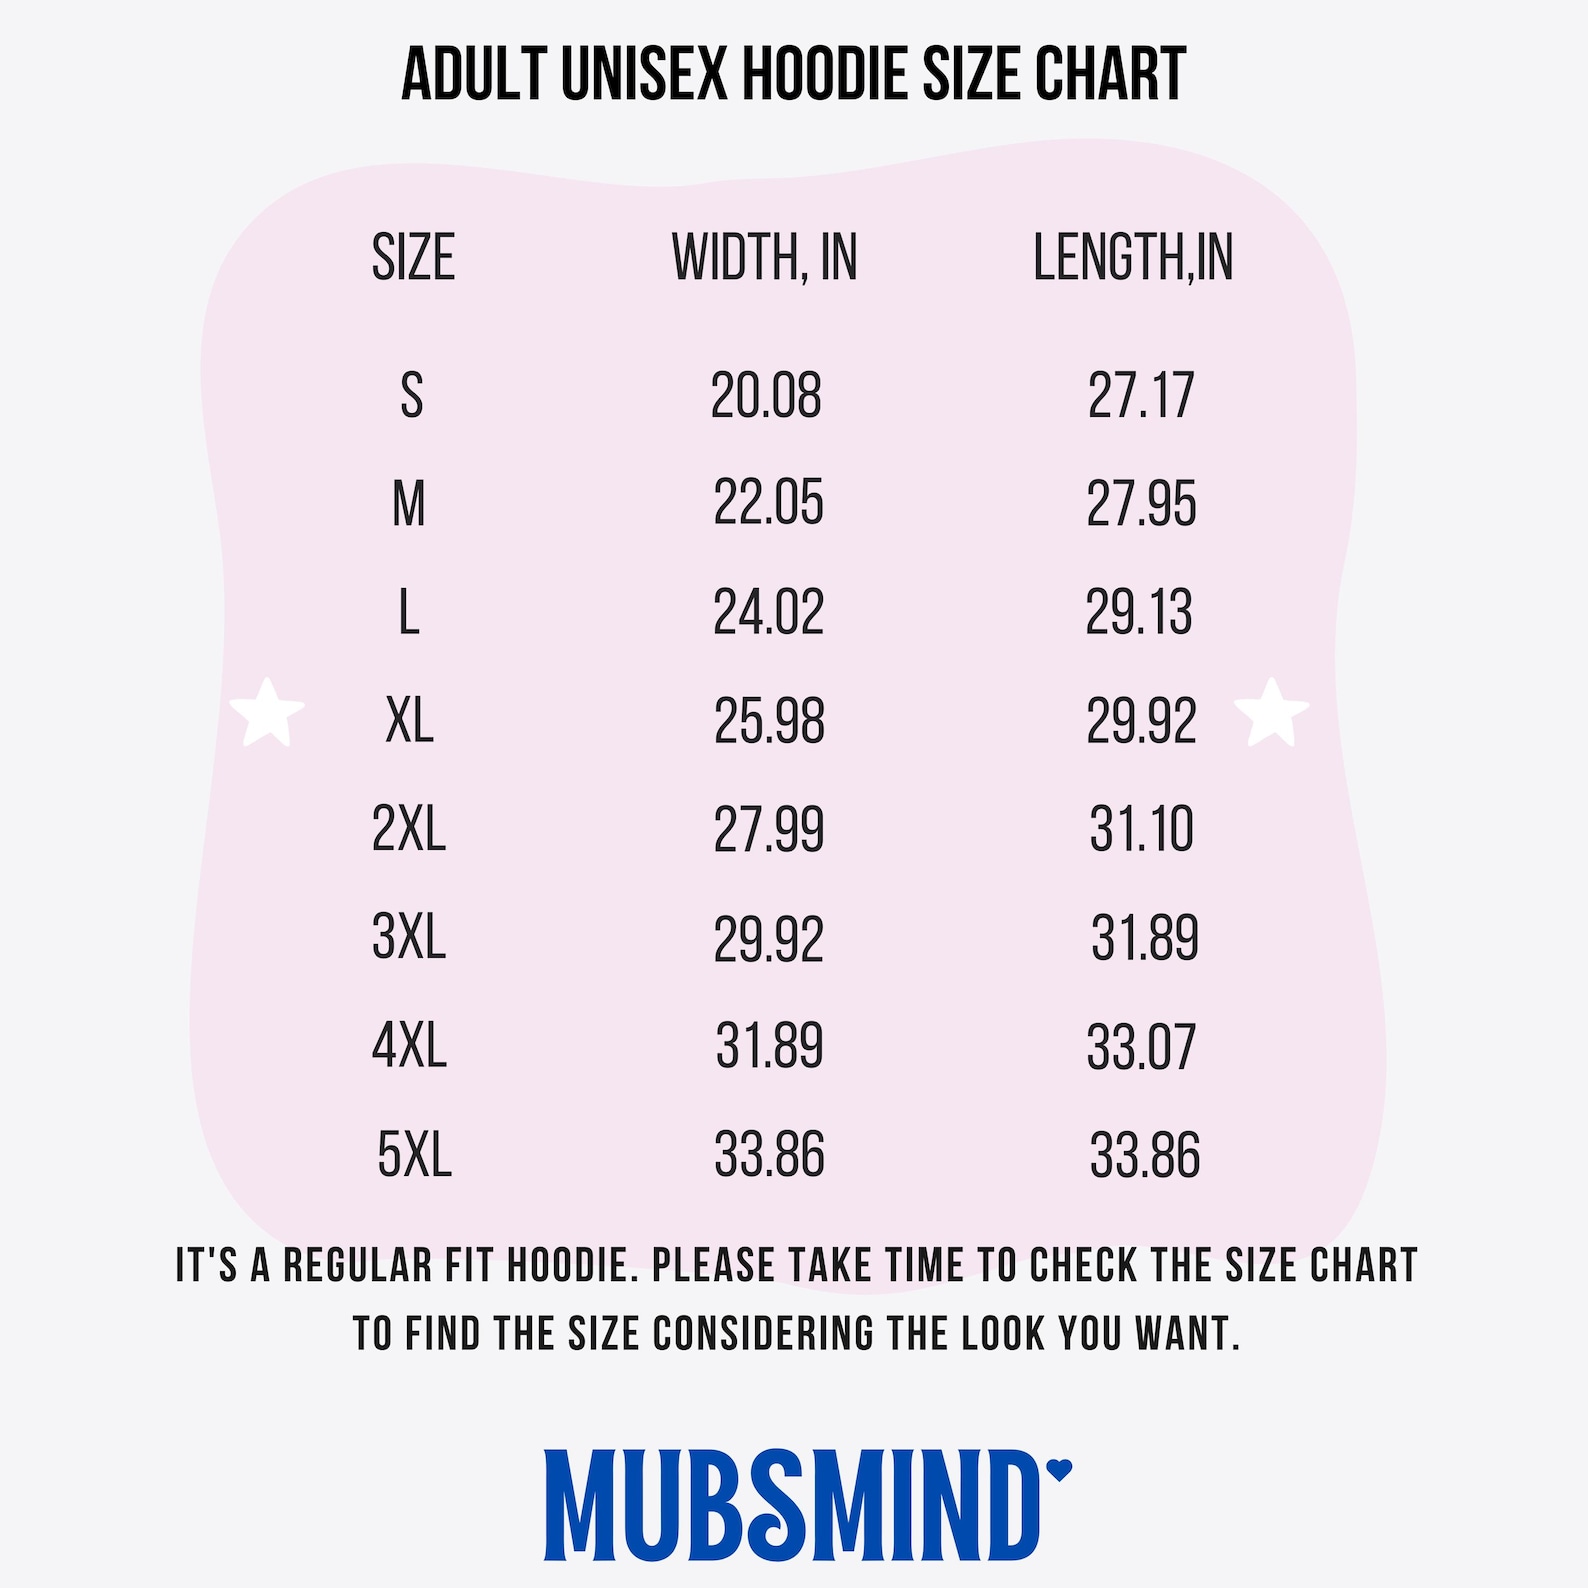 ADULT UNISEX HOODIE SIZE CHART
SIZE WIDTH, IN LENGTH,IN
S 20.08 27.17
M 22.05 27.95
L 24.02 29.13
XL 25.98 29.92
2XL 27.99 31.10
3XL 29.92 31.89
4XL 31.89 33.07
5XL 33.86 33.86
IT'S A REGULAR FIT HOODIE. PLEASE TAKE TIME TO CHECK THE SIZE CHART
TO FIND THE SIZE CONSIDERING THE LOOK YOU WANT.
MUBSMIND